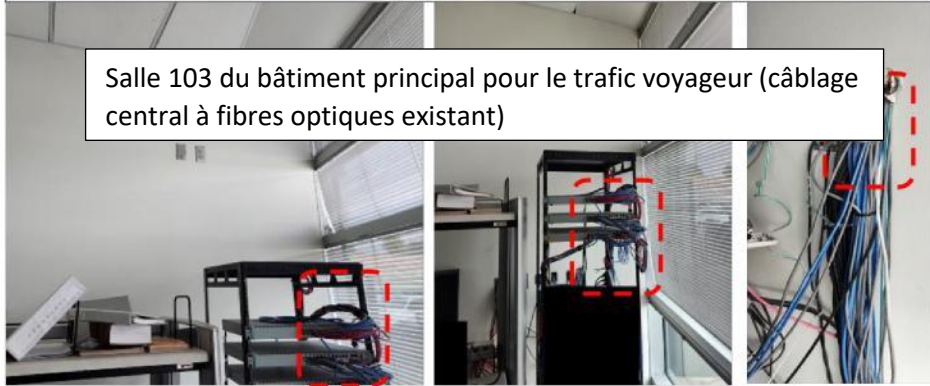 Salle 103 du bâtiment principal pour le trafic voyageur (câblage
central à fibres optiques existant)